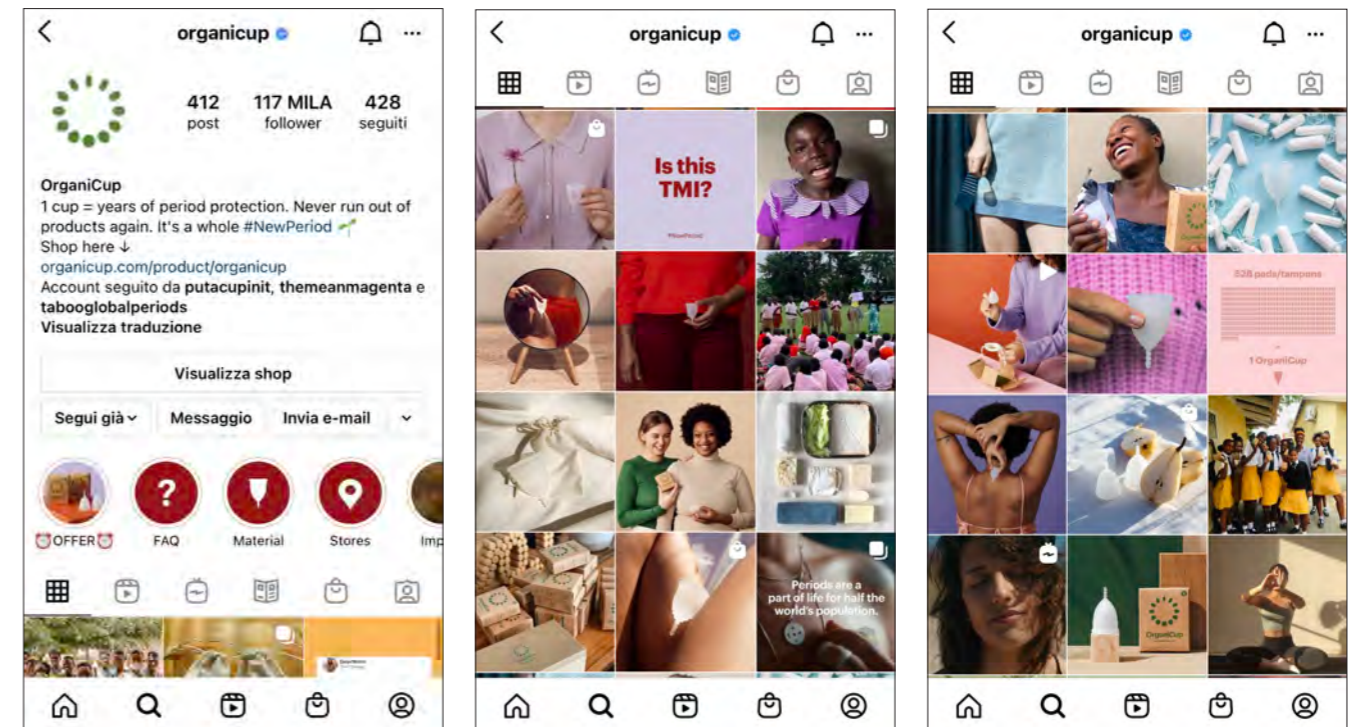 organicup
412 117 MILA 428
post follower seguiti
OrganiCup
1 cup = years of period protection. Never run out of
products again. It's a whole #NewPeriod
Shop here ↓
organicup.com/product/organicup
Account seguito da putacupinit, themeanmagenta e
tabooglobalperiods
Visualizza traduzione
Visualizza shop
Segui già Messaggio Invia e-mail
?
OFFER FAQ Material Stores Imp
organicup
Is this
TMI?
#NewPeriod
Periods are a
part of life for half the
world's population.
organicup
OrganiCup
828 pads/tampons
1 OrganiCup
OrganiCup